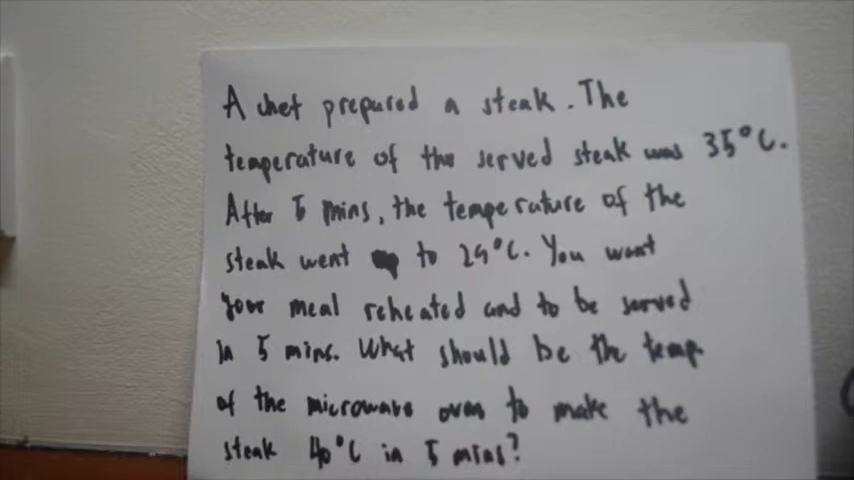 A chef prepared a steak. The
temperature of the served steak was 35°C.
After 5 mins, the temperature of the
steak went to 29°C. You want
your meal reheated and to be served
in 5 mins. What should be the temp.
of the microwave oven to make the
steak 40°C in 5 mins?